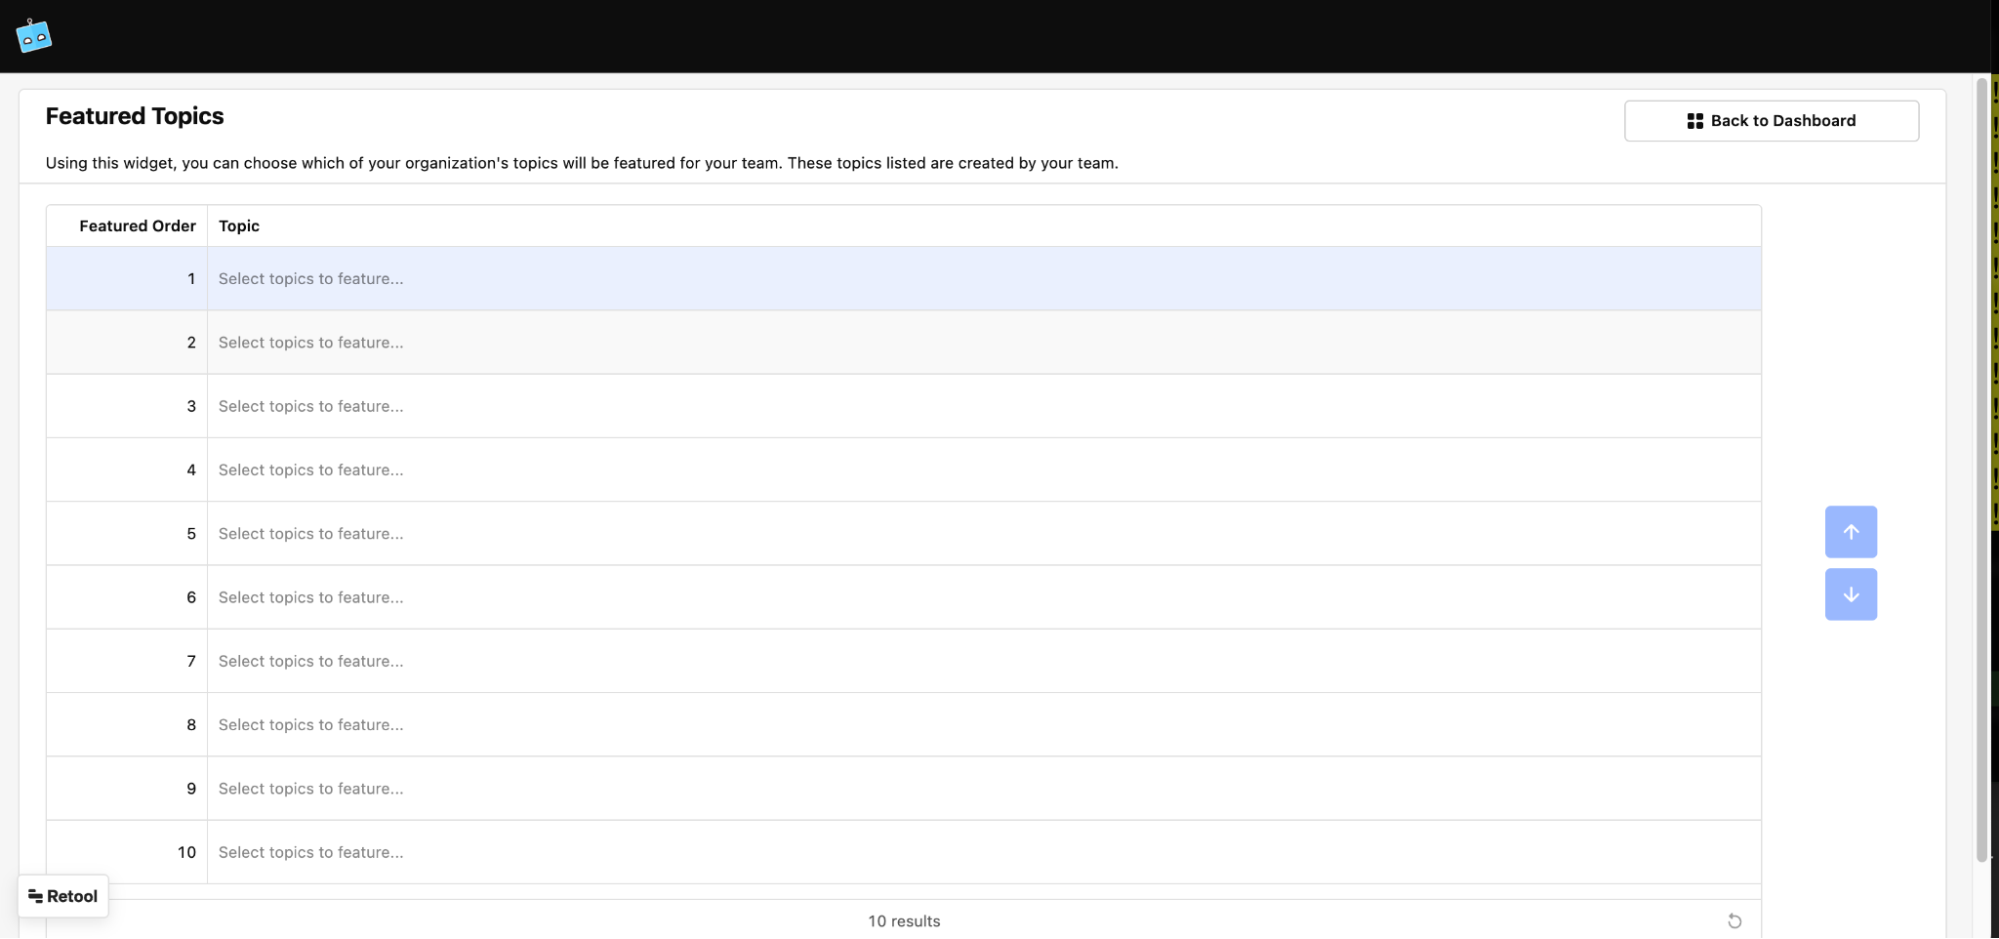 Featured Topics
Back to Dashboard
Using this widget, you can choose which of your organization's topics will be featured for your team. These topics listed are created by your team.
Featured Order Topic
1 Select topics to feature...
2 Select topics to feature...
3 Select topics to feature...
4 Select topics to feature...
5 Select topics to feature...
6 Select topics to feature...
7 Select topics to feature...
8 Select topics to feature...
9 Select topics to feature...
10 Select topics to feature...
Retool
10 results